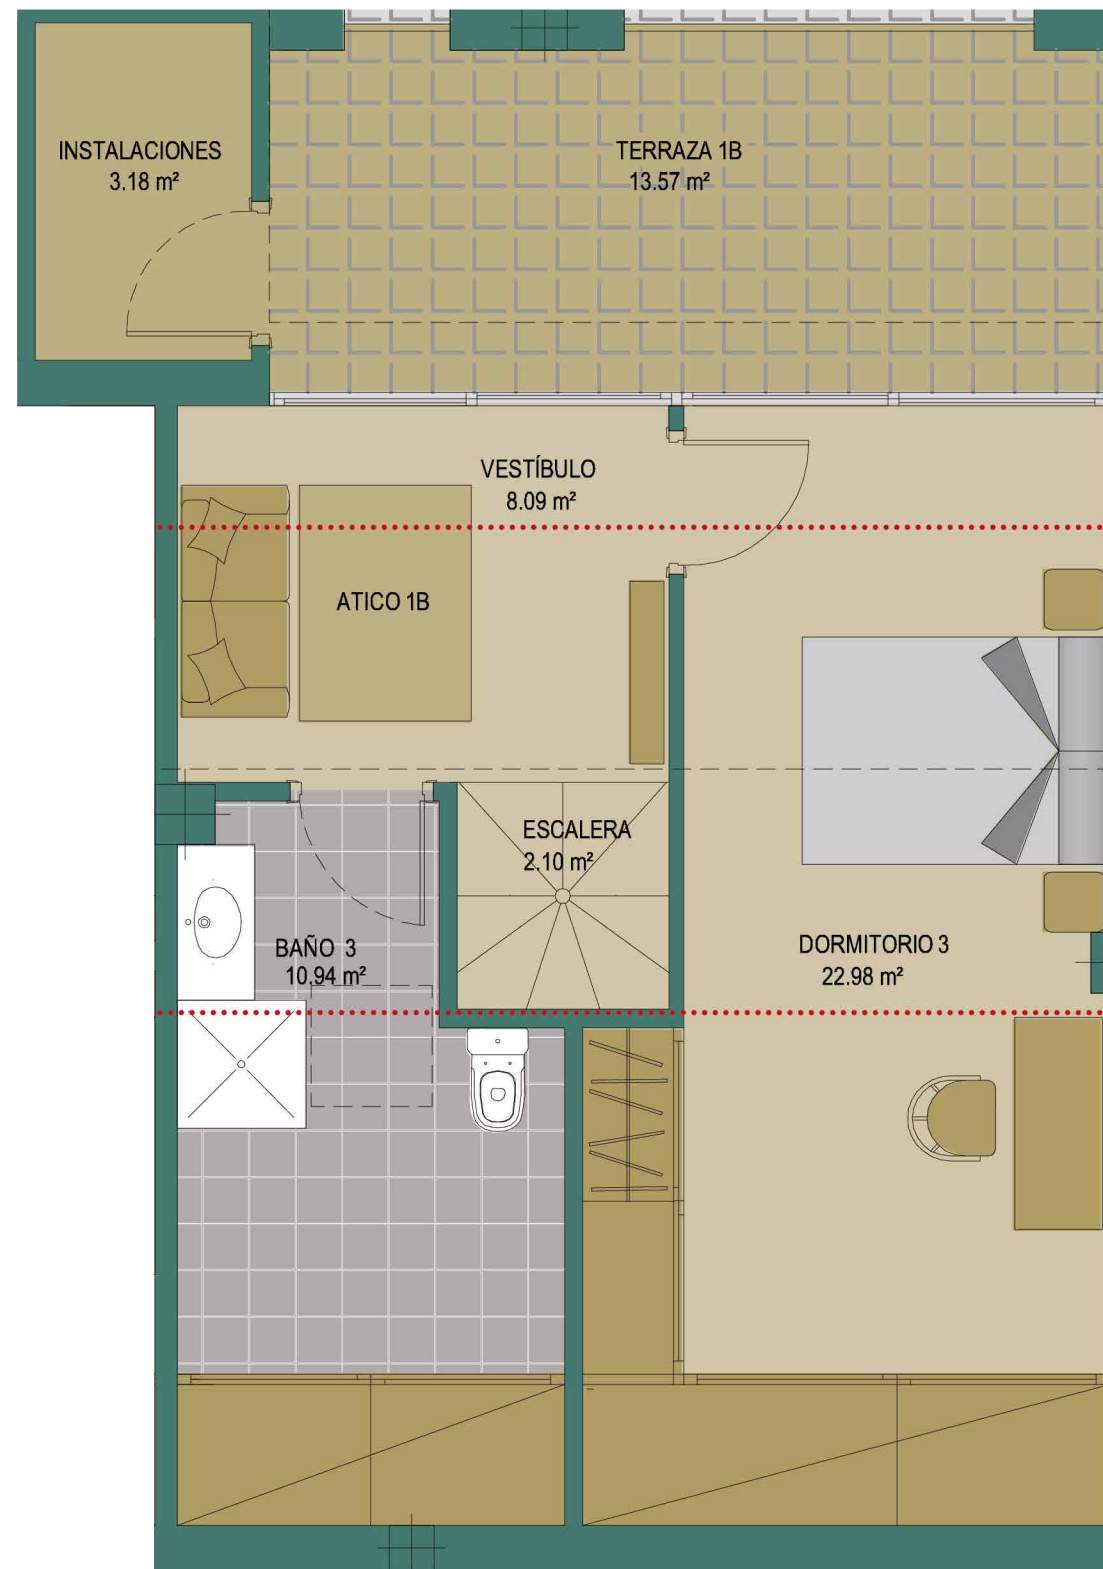 INSTALACIONES
3.18 m²
TERRAZA 1B
13.57 m²
VESTÍBULO
8.09 m²
ATICO 1B
ESCALERA
2.10 m²
BAÑO 3
10.94 m²
DORMITORIO 3
22.98 m²